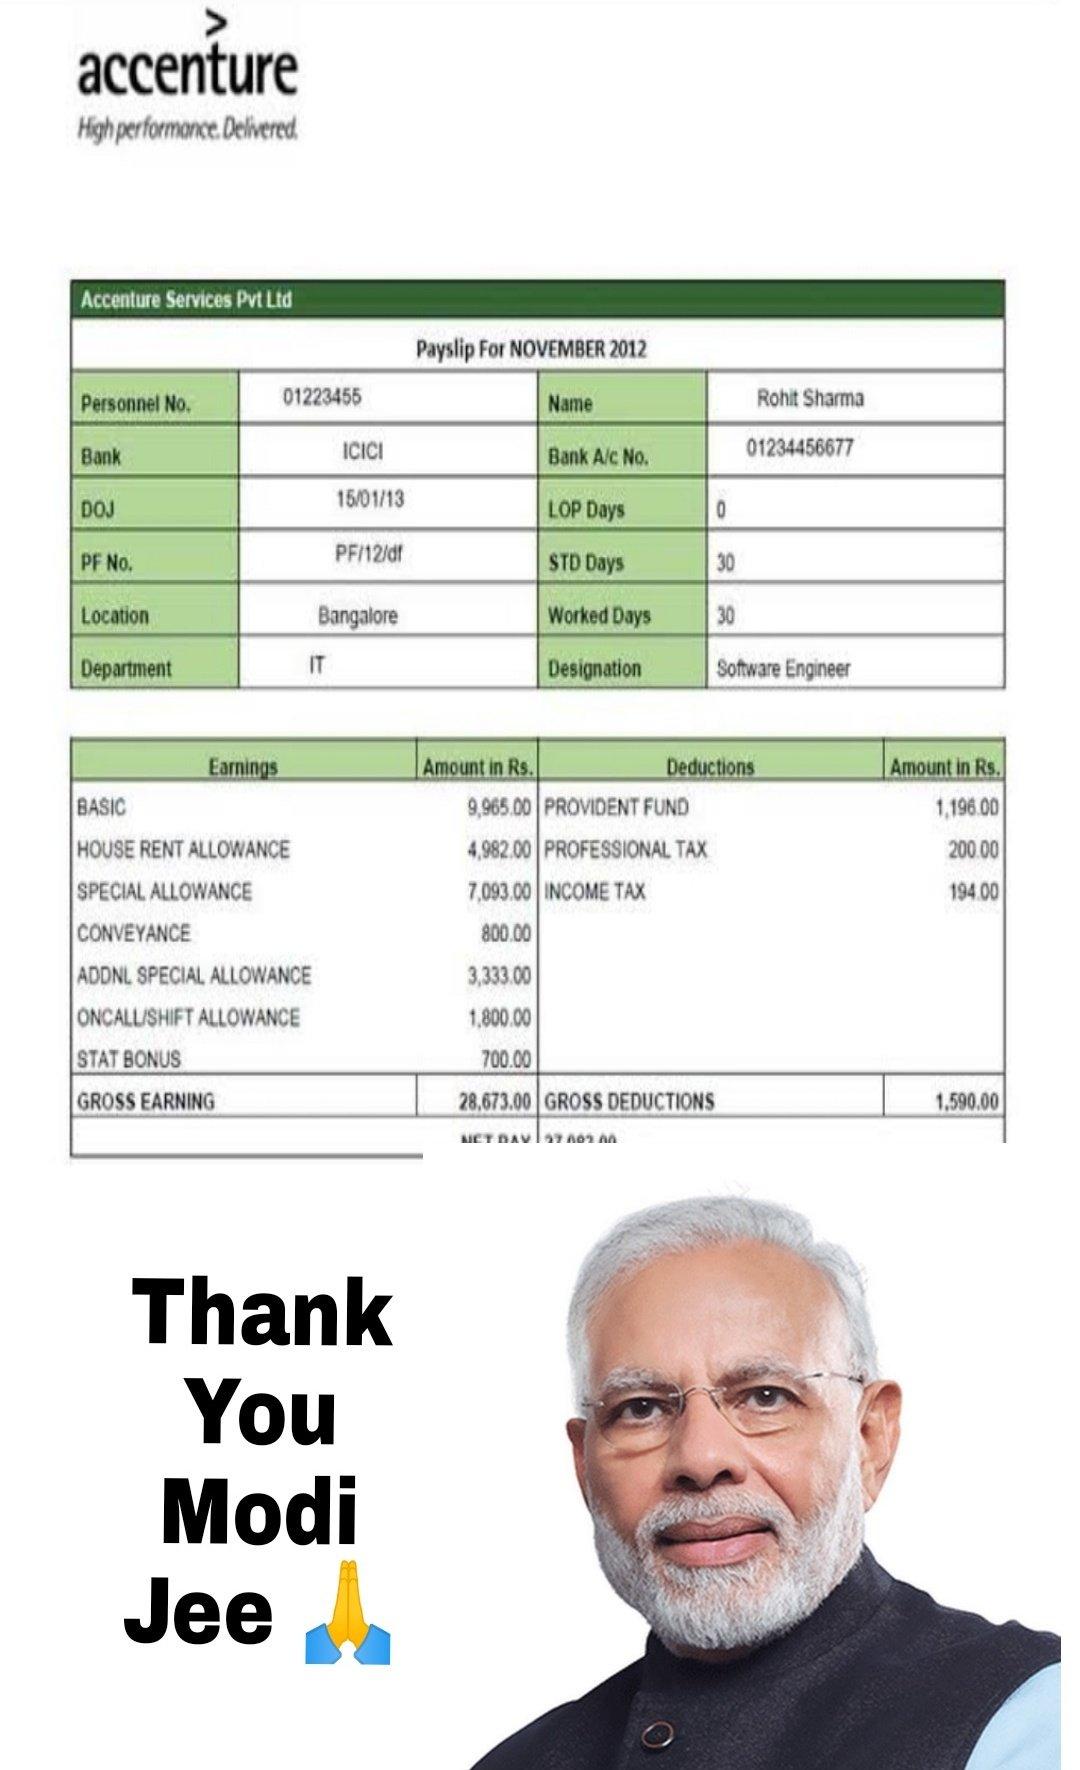 accenture
High performance. Delivered.
Accenture Services Pvt Ltd
Payslip For NOVEMBER 2012
Personnel No. 01223455 Name Rohit Sharma
Bank ICICI Bank A/c No. 01234456677
DOJ 15/01/13 LOP Days 0
PF No. PF/12/df STD Days 30
Location Bangalore Worked Days 30
Department IT Designation Software Engineer
Earnings Amount in Rs. Deductions Amount in Rs.
BASIC 9,965.00 PROVIDENT FUND 1,196.00
HOUSE RENT ALLOWANCE 4,982.00 PROFESSIONAL TAX 200.00
SPECIAL ALLOWANCE 7,093.00 INCOME TAX 194.00
CONVEYANCE 800.00
ADDNL SPECIAL ALLOWANCE 3,333.00
ONCALL/SHIFT ALLOWANCE 1,800.00
STAT BONUS 700.00
GROSS EARNING 28,673.00 GROSS DEDUCTIONS 1,590.00
NET PAY
Thank
You
Modi
Jee 🙏